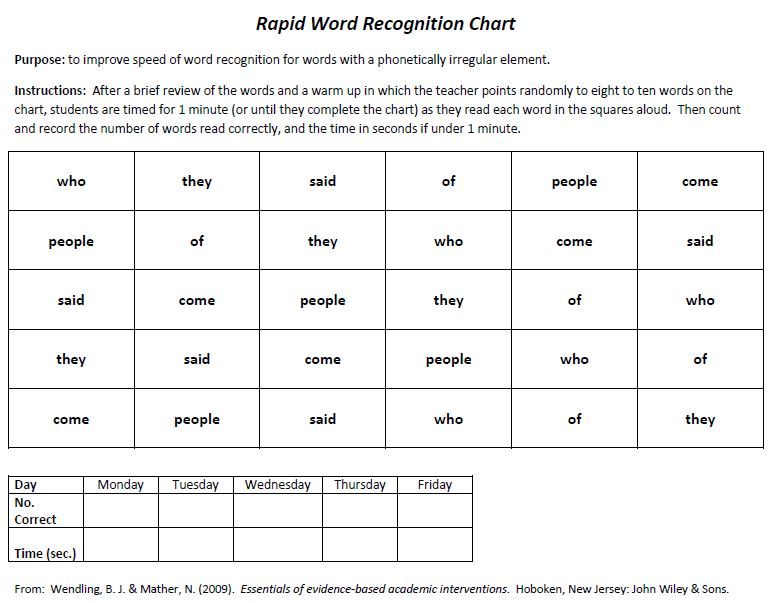 Rapid Word Recognition Chart
Purpose: to improve speed of word recognition for words with a phonetically irregular element.
Instructions: After a brief review of the words and a warm up in which the teacher points randomly to eight to ten words on the
chart, students are timed for 1 minute (or until they complete the chart) as they read each word in the squares aloud. Then count
and record the number of words read correctly, and the time in seconds if under 1 minute.
who they said of people come
people of they who come said
said come people they of who
they said come people who of
come people said who of they
Day Monday Tuesday Wednesday Thursday Friday
No.
Correct
Time (sec.)
From: Wendling, B. J. & Mather, N. (2009). Essentials of evidence-based academic interventions. Hoboken, New Jersey: John Wiley & Sons.